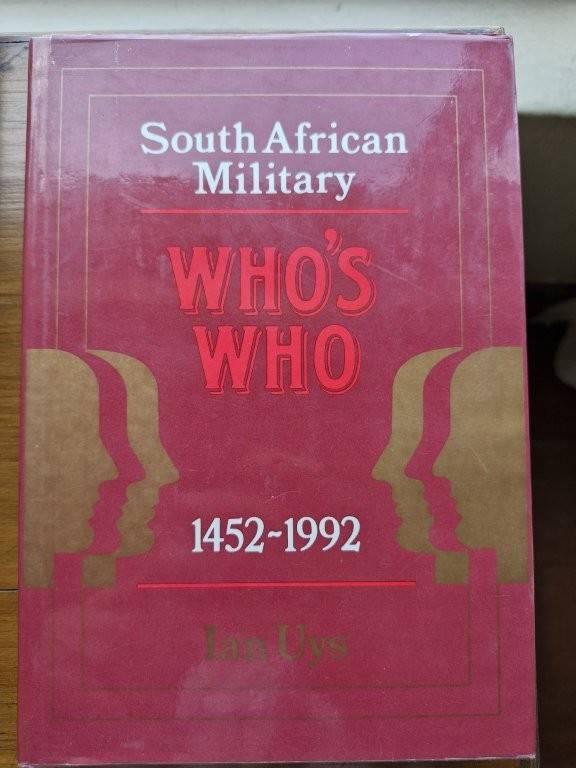 South African
Military
WHO'S
WHO
1452~1992
Ian Uys